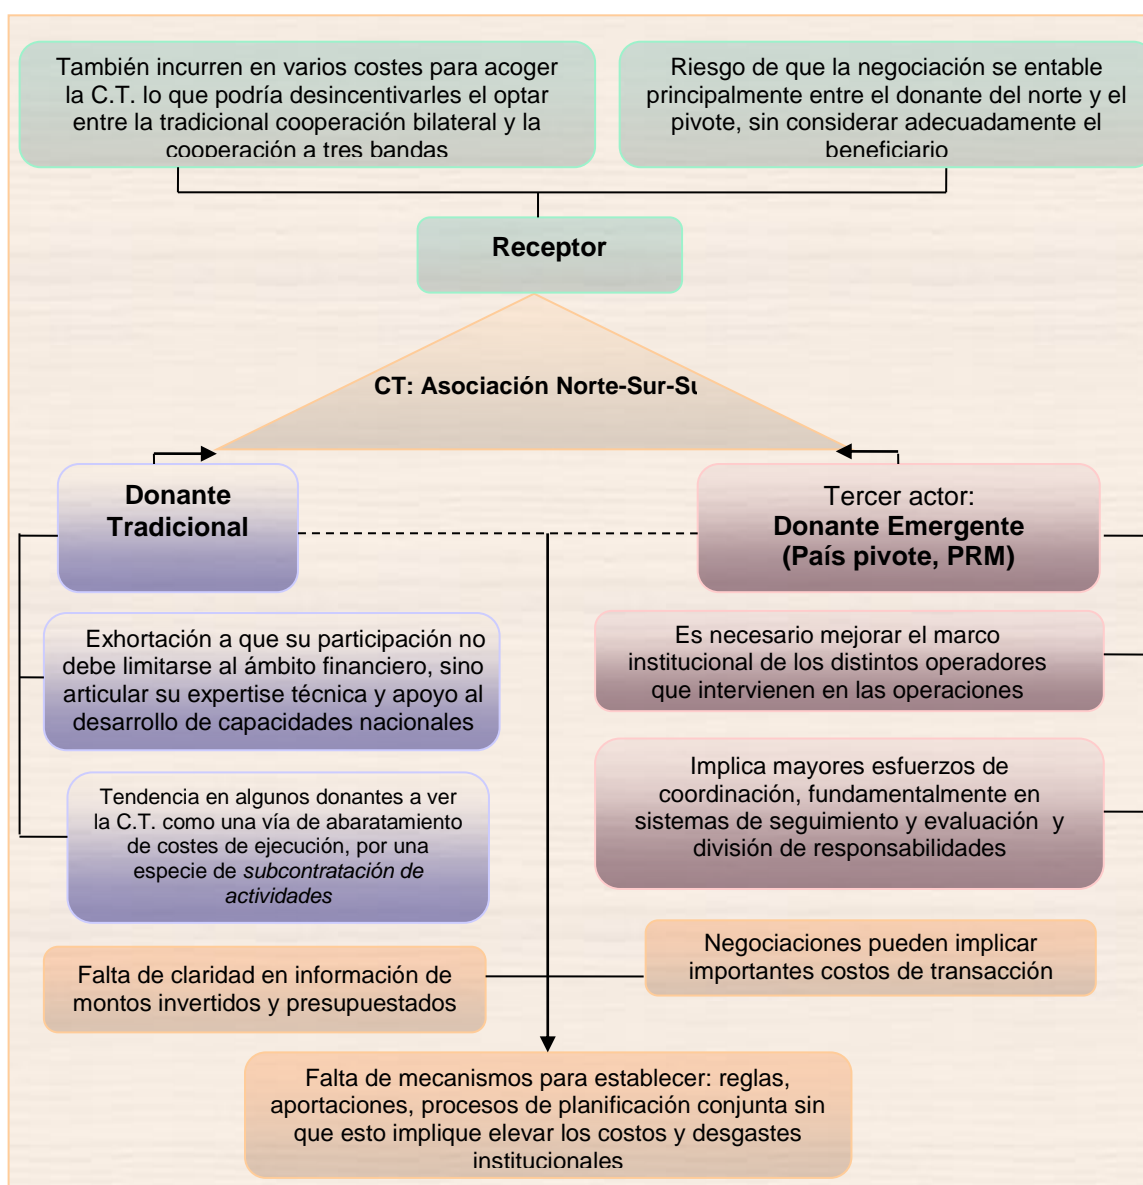 También incurren en varios costes para acoger
la C.T. lo que podría desincentivarles el optar
entre la tradicional cooperación bilateral y la
cooperación a tres bandas
Riesgo de que la negociación se entable
principalmente entre el donante del norte y el
pivote, sin considerar adecuadamente el
beneficiario
Receptor
CT: Asociación Norte-Sur-Su
Donante
Tradicional
Tercer actor:
Donante Emergente
(País pivote, PRM)
Exhortación a que su participación no
debe limitarse al ámbito financiero, sino
articular su expertise técnica y apoyo al
desarrollo de capacidades nacionales
Es necesario mejorar el marco
institucional de los distintos operadores
que intervienen en las operaciones
Tendencia en algunos donantes a ver
la C.T. como una vía de abaratamiento
de costes de ejecución, por una
especie de subcontratación de
actividades
Implica mayores esfuerzos de
coordinación, fundamentalmente en
sistemas de seguimiento y evaluación y
división de responsabilidades
Falta de claridad en información de
montos invertidos y presupuestados
Negociaciones pueden implicar
importantes costos de transacción
Falta de mecanismos para establecer: reglas,
aportaciones, procesos de planificación conjunta sin
que esto implique elevar los costos y desgastes
institucionales